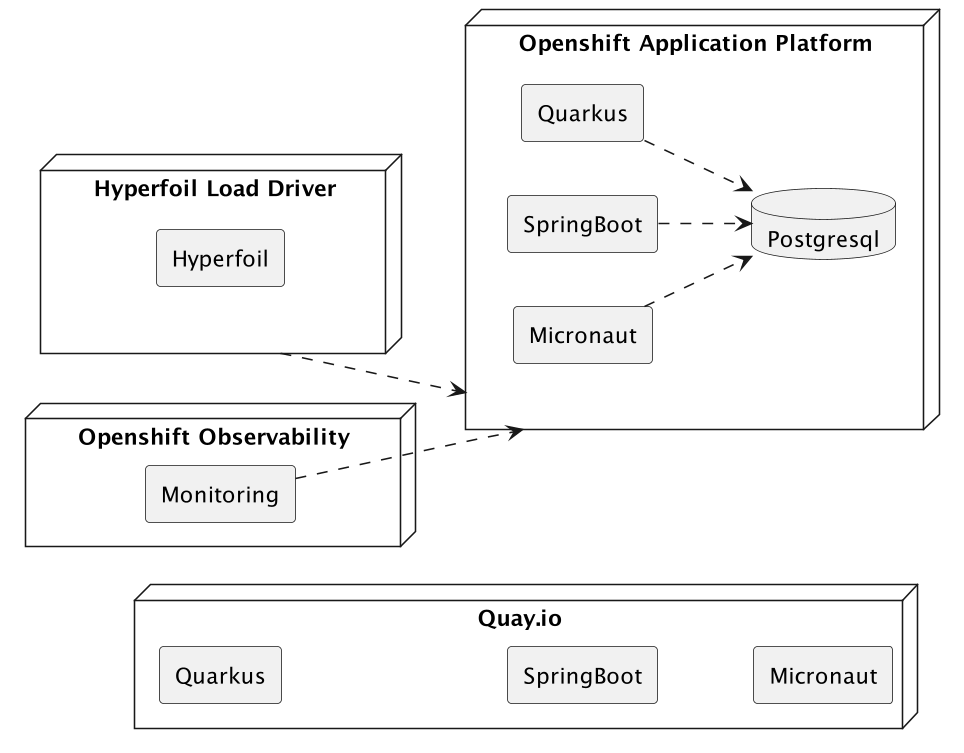 Openshift Application Platform
Quarkus
SpringBoot
Micronaut
Postgresql
Hyperfoil Load Driver
Hyperfoil
Openshift Observability
Monitoring
Quay.io
Quarkus
SpringBoot
Micronaut